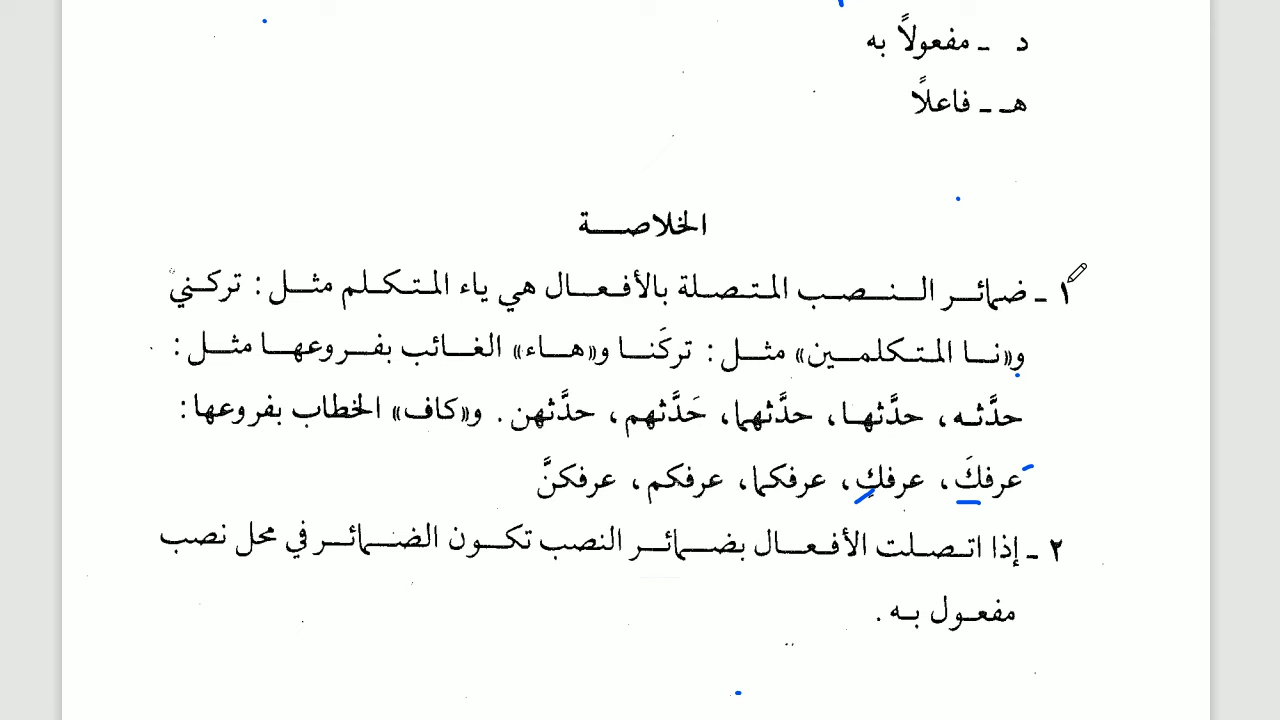 د ـ مفعولاً به
هـ ـ فاعلاً
الخلاصة
١ ـ ضمائر النصب المتصلة بالأفعال هي ياء المتكلم مثل : تركني
و«نا المتكلمين» مثل : تركَنا و«هاء» الغائب بفروعها مثل :
حدَّثه ، حدَّثها ، حدَّثهما ، حَدَّثهم ، حدَّثهن . و«كاف» الخطاب بفروعها :
عرفكَ ، عرفكِ ، عرفكما ، عرفكم ، عرفكنَّ
٢ ـ إذا اتصلت الأفعال بضمائر النصب تكون الضمائر في محل نصب
مفعول به .